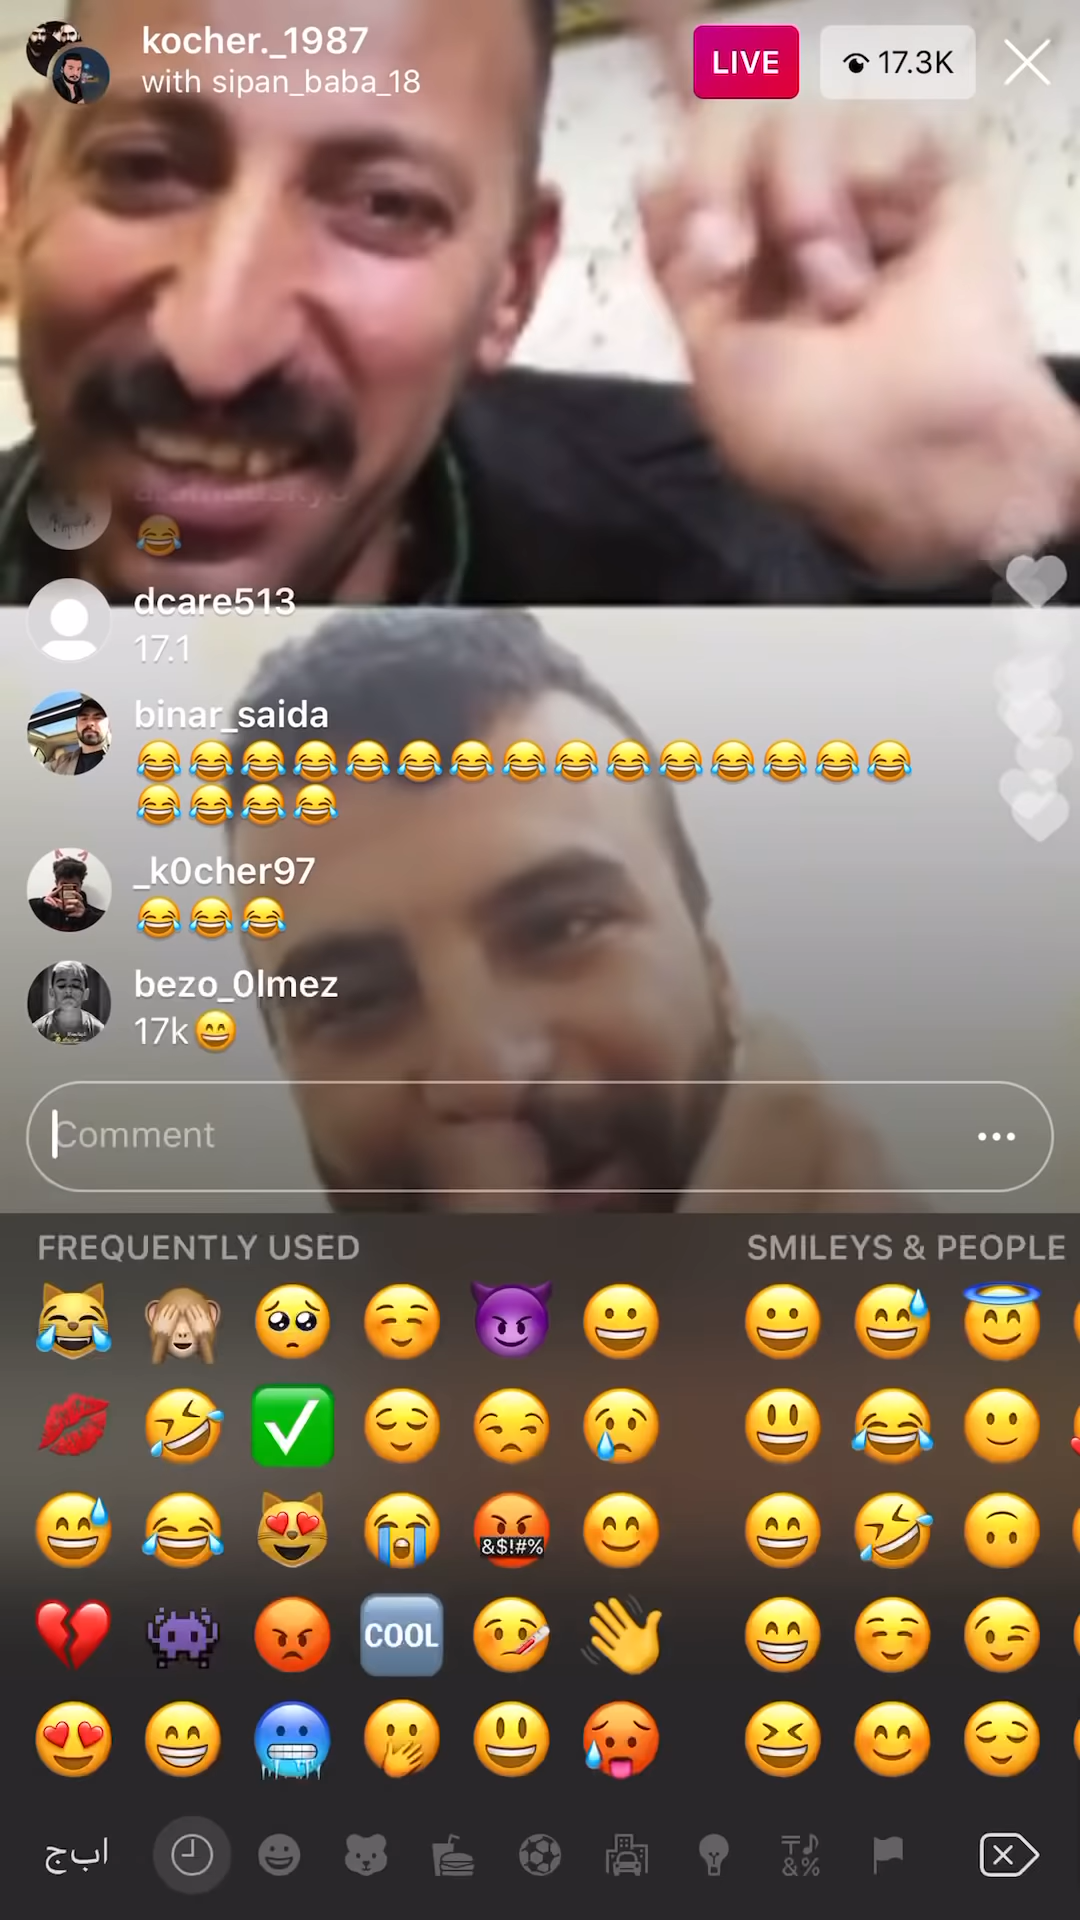 kocher._1987
with sipan_baba_18
LIVE
17.3K
dcare513
17.1
binar_saida
_k0cher97
bezo_0lmez
17k
Comment
FREQUENTLY USED
SMILEYS & PEOPLE
&$!#%
COOL
ابج
&%